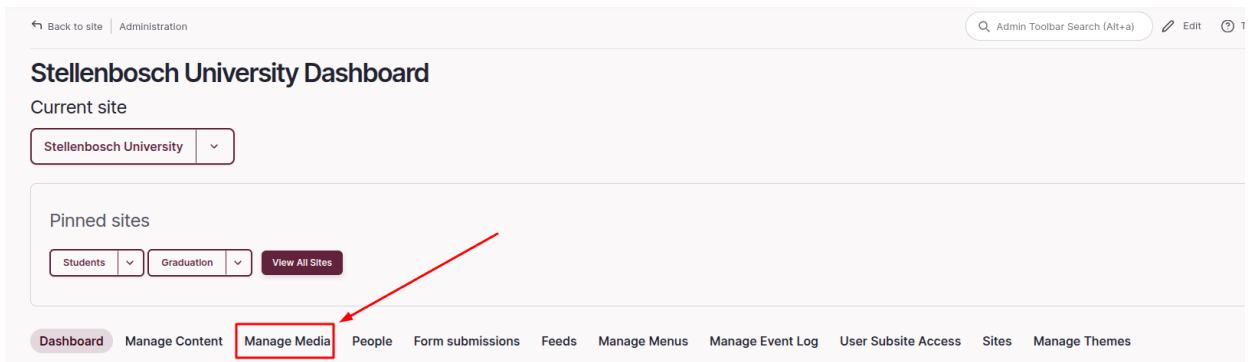 Back to site Administration Admin Toolbar Search (Alt+a) Edit
Stellenbosch University Dashboard
Current site
Stellenbosch University
Pinned sites
Students Graduation View All Sites
Dashboard Manage Content Manage Media People Form submissions Feeds Manage Menus Manage Event Log User Subsite Access Sites Manage Themes